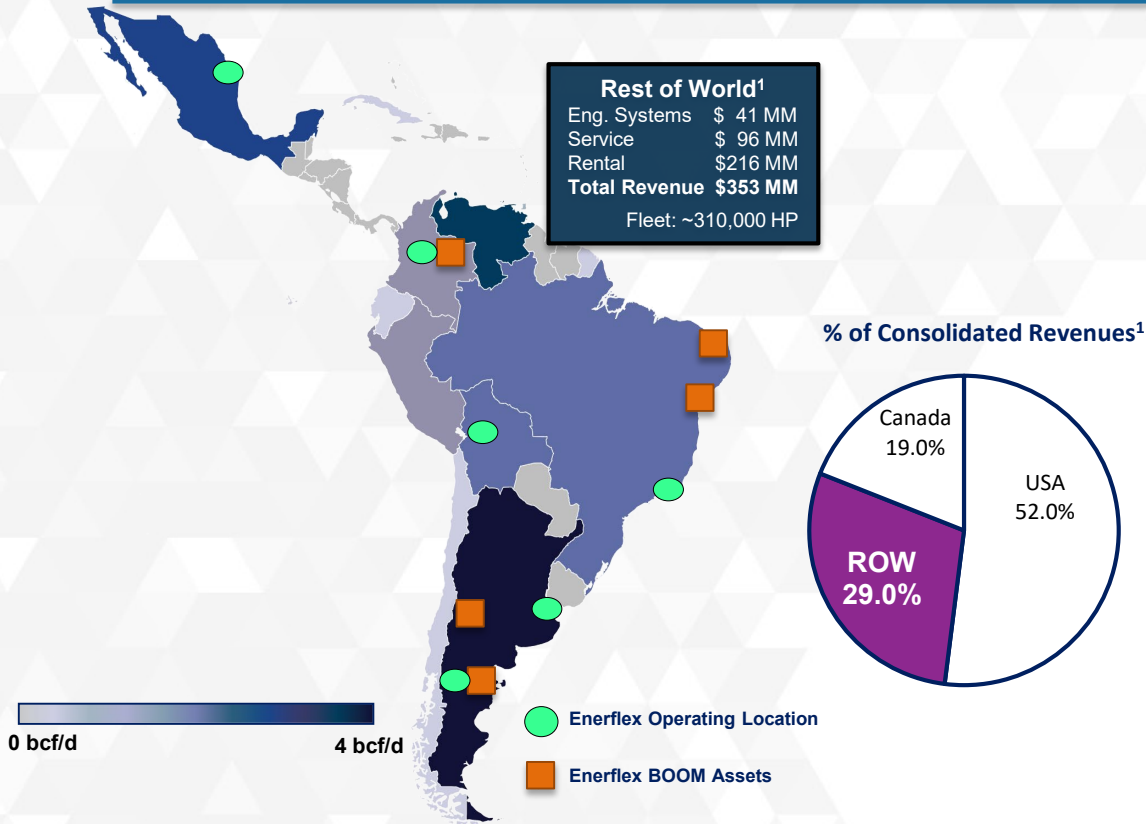 Rest of World¹
Eng. Systems $ 41 MM
Service $ 96 MM
Rental $216 MM
Total Revenue $353 MM
Fleet: ~310,000 HP
% of Consolidated Revenues¹
Canada
19.0%
USA
52.0%
ROW
29.0%
0 bcf/d
4 bcf/d
Enerflex Operating Location
Enerflex BOOM Assets